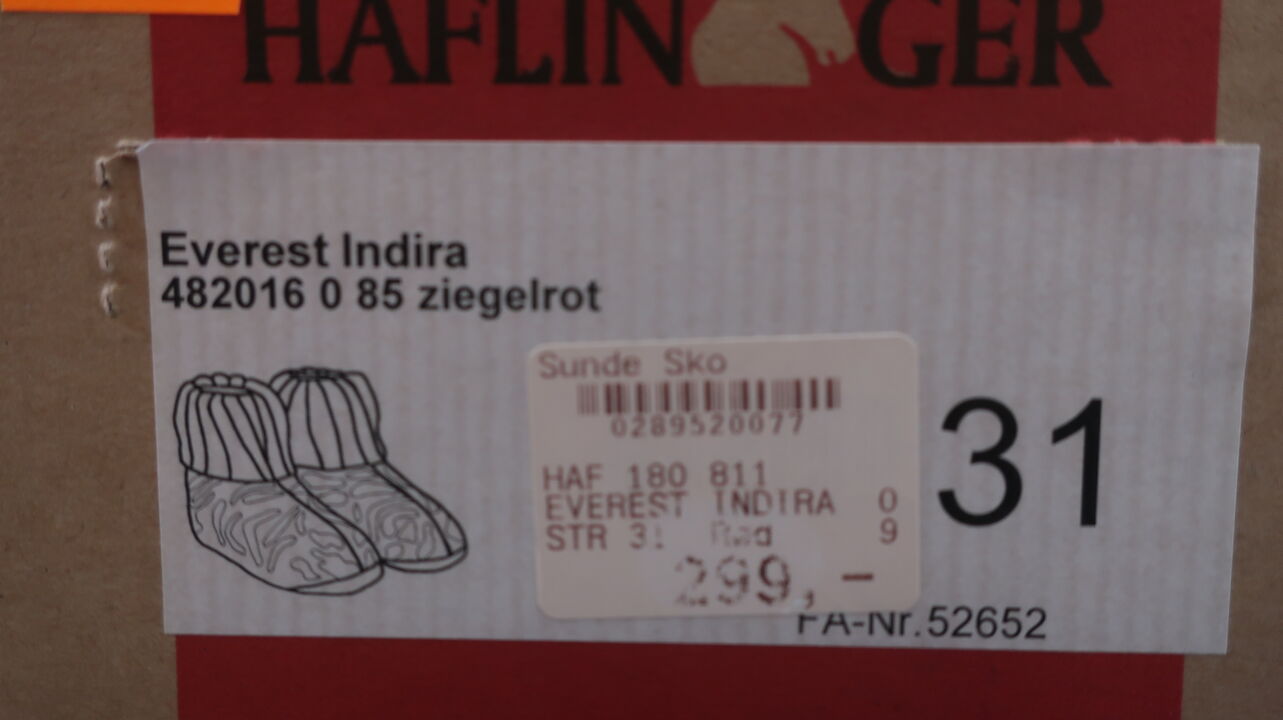 HAFLINGER
Everest Indira
482016 0 85 ziegelrot
Sunde Sko
0289520077
HAF 180 811
EVEREST INDIRA 0
STR 31 Rød 9
299,-
31
FA-Nr.52652